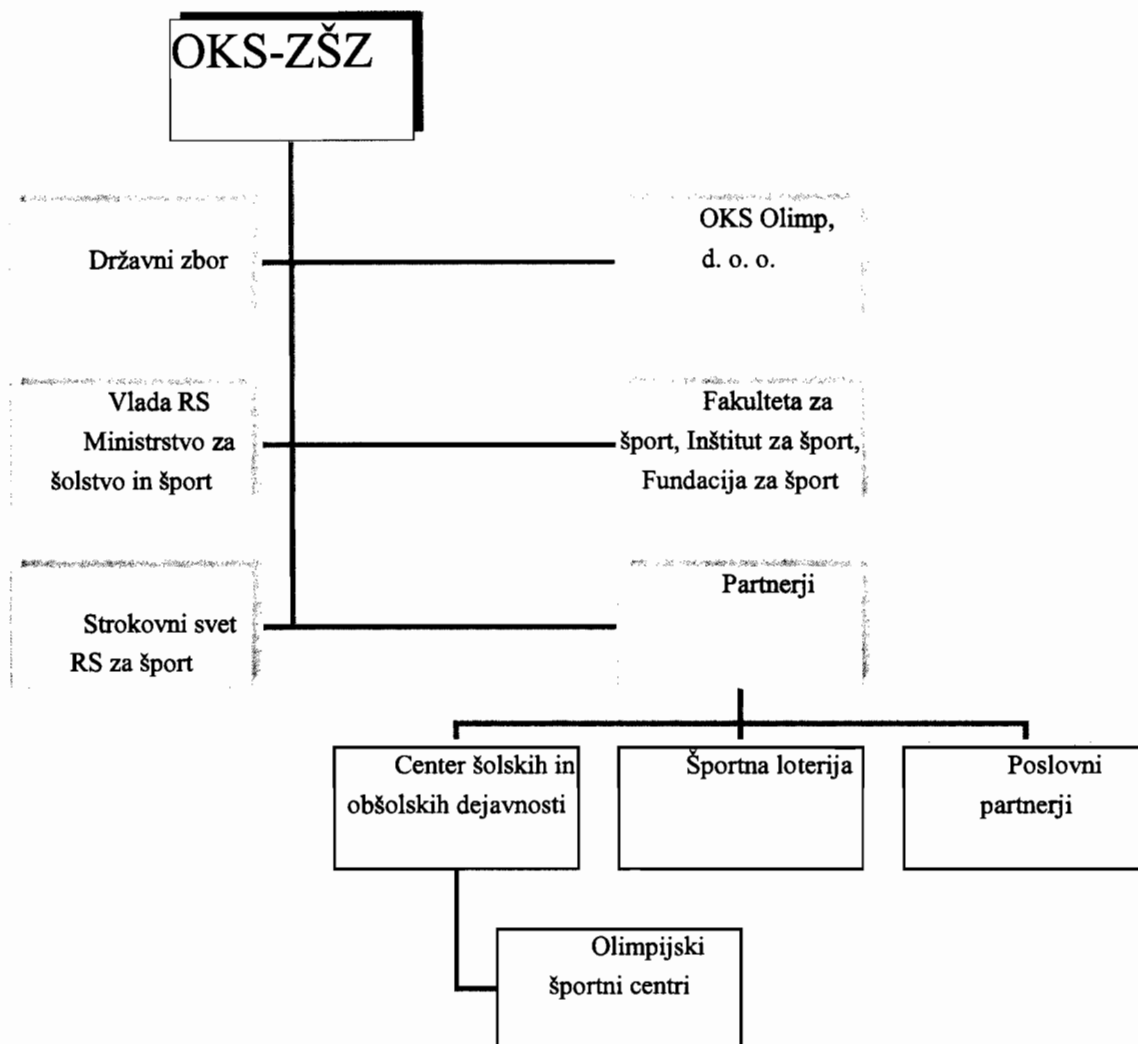 OKS-ZŠZ
Državni zbor
OKS Olimp,
d. o. o.
Vlada RS
Ministrstvo za
šolstvo in šport
Fakulteta za
šport, Inštitut za šport,
Fundacija za šport
Strokovni svet
RS za šport
Partnerji
Center šolskih in
obšolskih dejavnosti
Športna loterija
Poslovni
partnerji
Olimpijski
športni centri